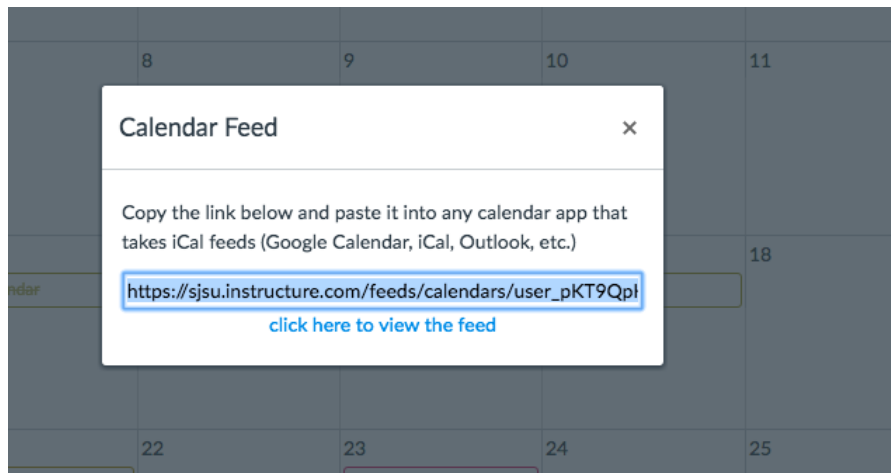 8 9 10 11
Calendar Feed ×
Copy the link below and paste it into any calendar app that
takes iCal feeds (Google Calendar, iCal, Outlook, etc.)
18
ndar
https://sjsu.instructure.com/feeds/calendars/user_pKT9Qp
click here to view the feed
22 23 24 25